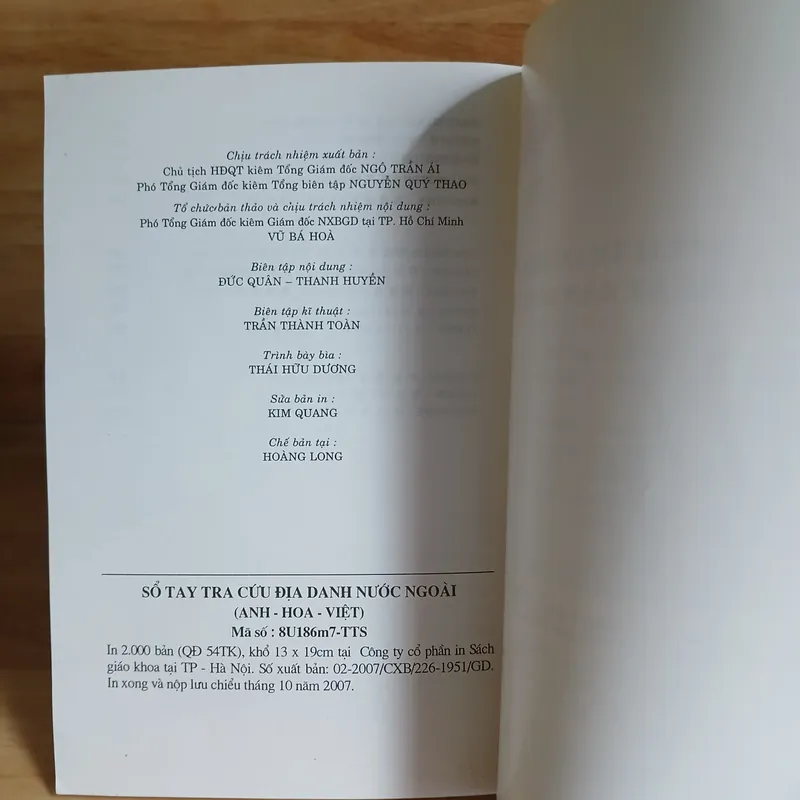 Chịu trách nhiệm xuất bản :
Chủ tịch HĐQT kiêm Tổng Giám đốc NGÔ TRẦN ÁI
Phó Tổng Giám đốc kiêm Tổng biên tập NGUYỄN QUÝ THAO
Tổ chức bản thảo và chịu trách nhiệm nội dung :
Phó Tổng Giám đốc kiêm Giám đốc NXBGD tại TP. Hồ Chí Minh
VŨ BÁ HOÀ
Biên tập nội dung :
ĐỨC QUÂN – THANH HUYỀN
Biên tập kĩ thuật :
TRẦN THÀNH TOÀN
Trình bày bìa :
THÁI HỮU DƯƠNG
Sửa bản in :
KIM QUANG
Chế bản tại :
HOÀNG LONG
SỔ TAY TRA CỨU ĐỊA DANH NƯỚC NGOÀI
(ANH - HOA - VIỆT)
Mã số : 8U186m7-TTS
In 2.000 bản (QĐ 54TK), khổ 13 x 19cm tại Công ty cổ phần in Sách
giáo khoa tại TP - Hà Nội. Số xuất bản: 02-2007/CXB/226-1951/GD.
In xong và nộp lưu chiểu tháng 10 năm 2007.